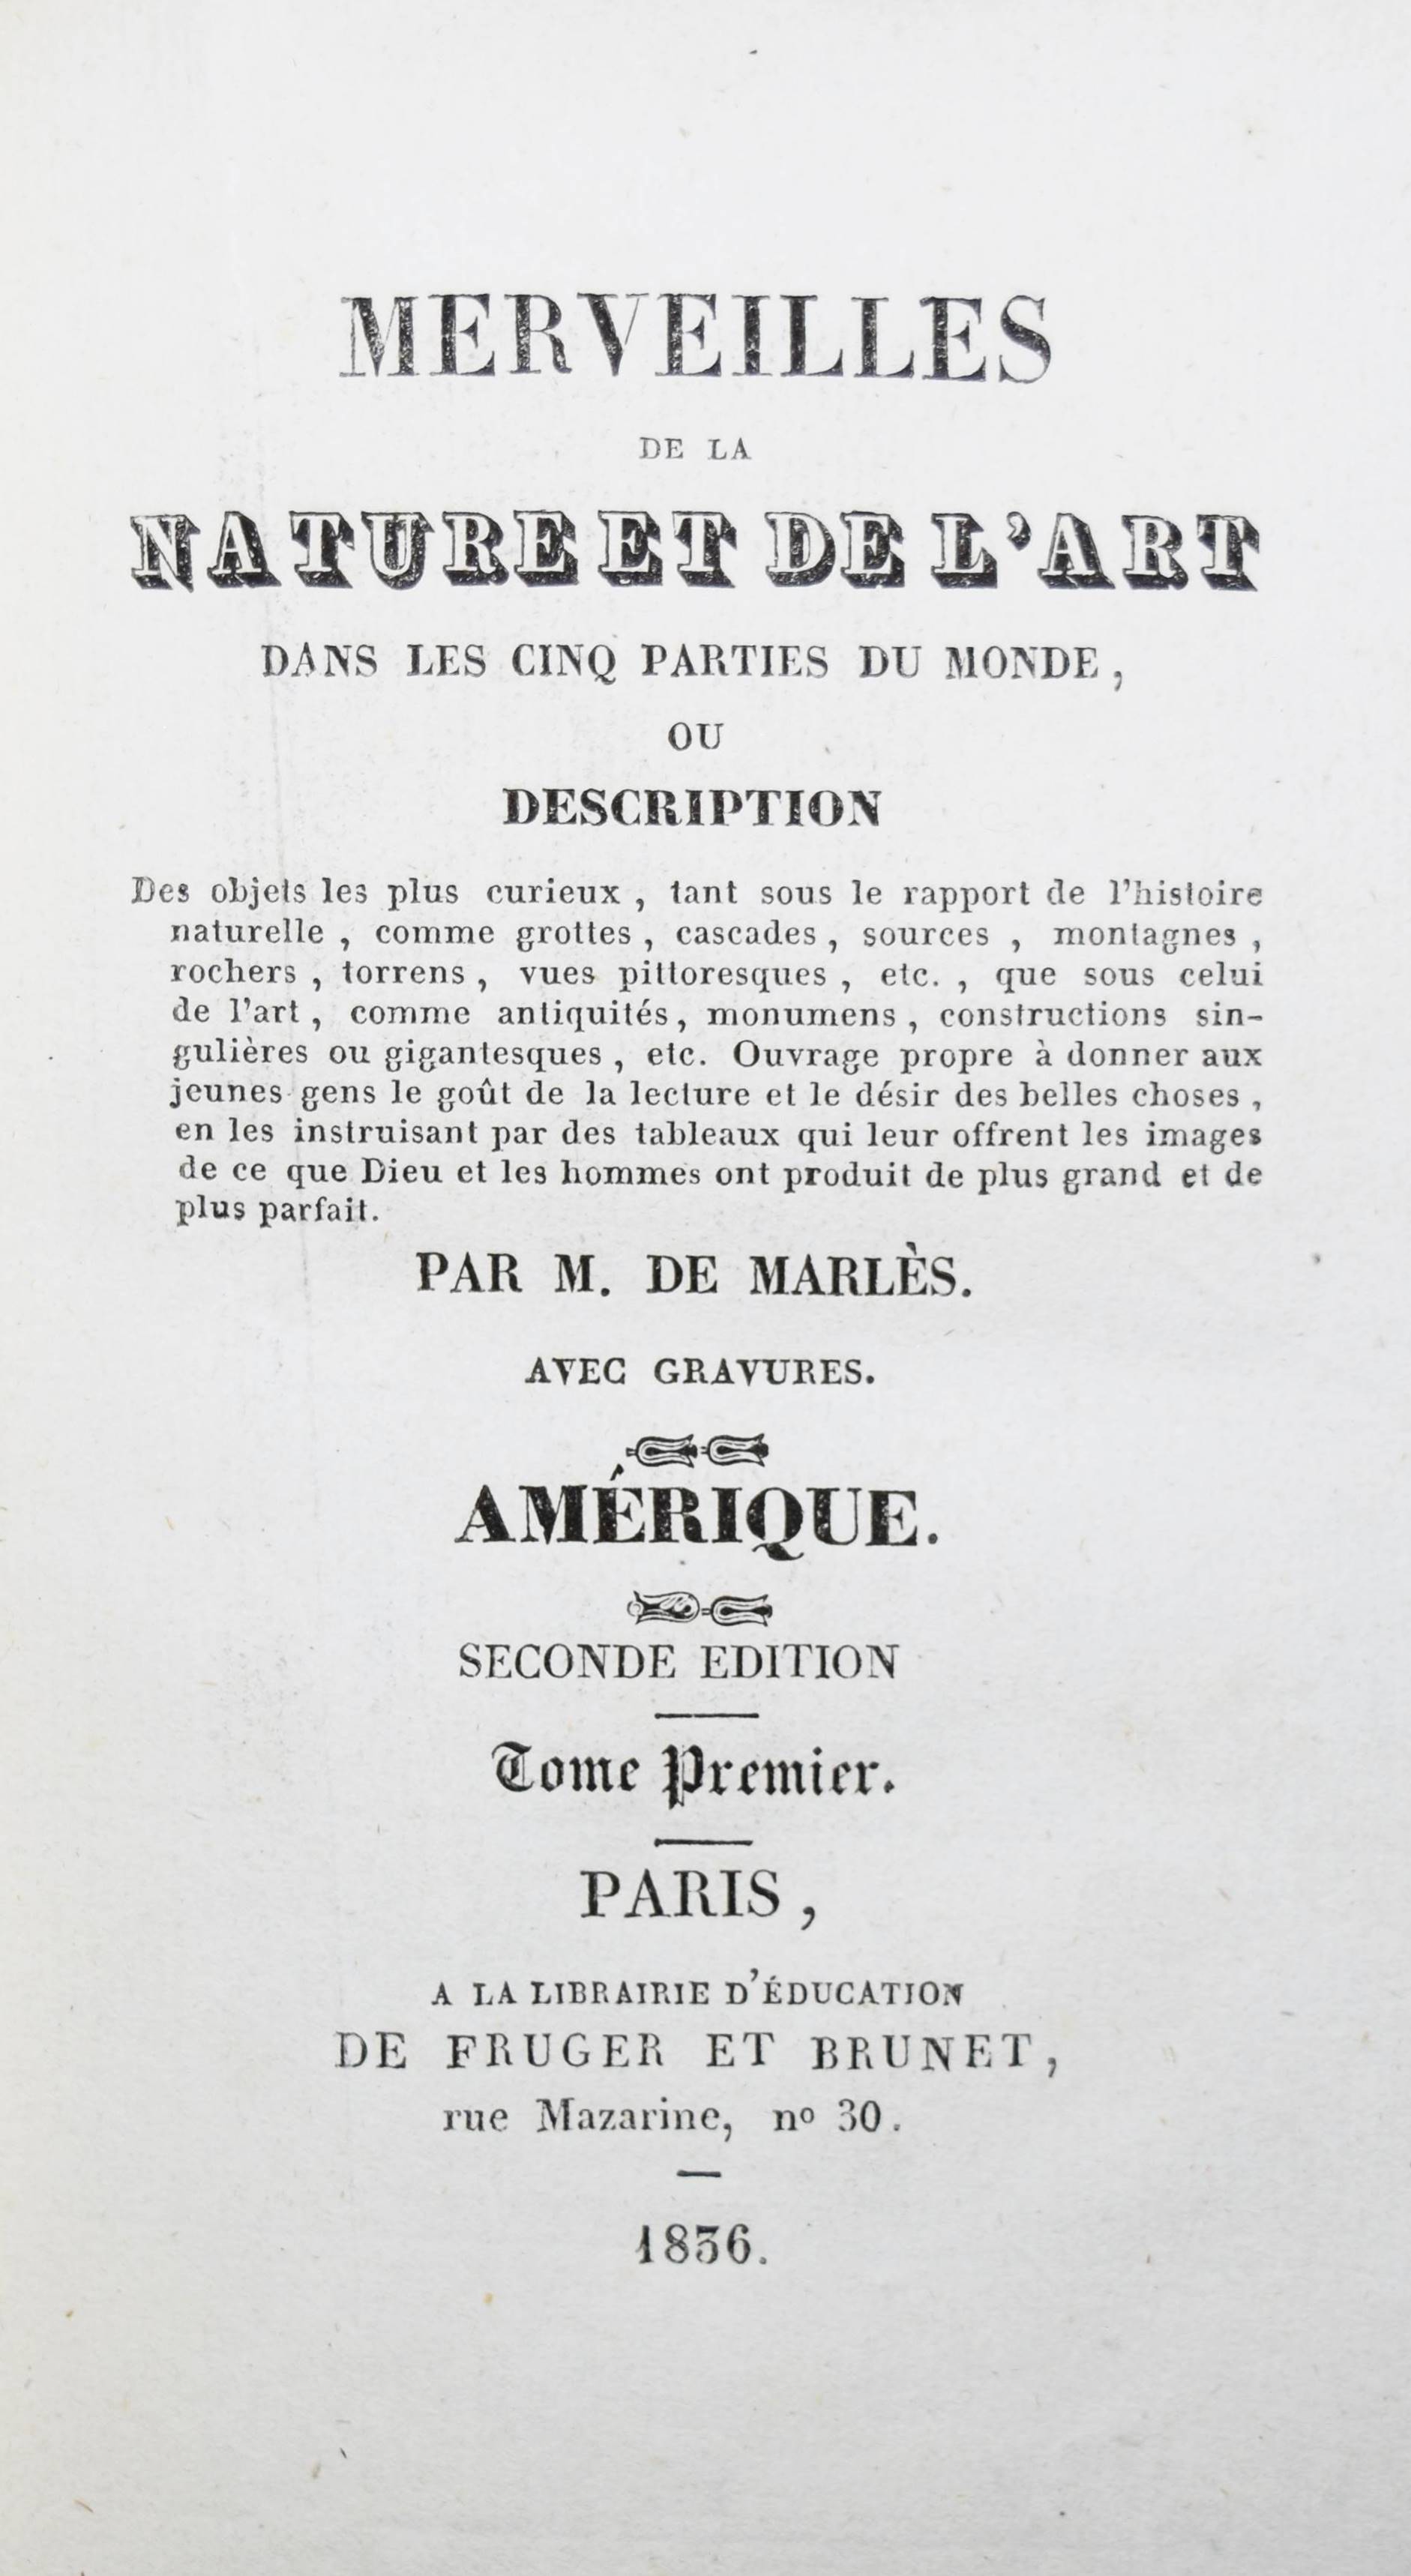 MERVEILLES
DE LA
NATURE ET DE L'ART
DANS LES CINQ PARTIES DU MONDE,
OU
DESCRIPTION
Des objets les plus curieux, tant sous le rapport de l'histoire
naturelle, comme grottes, cascades, sources, montagnes,
rochers, torrens, vues pittoresques, etc., que sous celui
de l'art, comme antiquités, monumens, constructions sin-
gulières ou gigantesques, etc. Ouvrage propre à donner aux
jeunes gens le goût de la lecture et le désir des belles choses,
en les instruisant par des tableaux qui leur offrent les images
de ce que Dieu et les hommes ont produit de plus grand et de
plus parfait.
PAR M. DE MARLÈS.
AVEC GRAVURES.
AMÉRIQUE.
SECONDE EDITION
Tome Premier.
PARIS,
A LA LIBRAIRIE D'ÉDUCATION
DE FRUGER ET BRUNET,
rue Mazarine, nº 30.
1836.